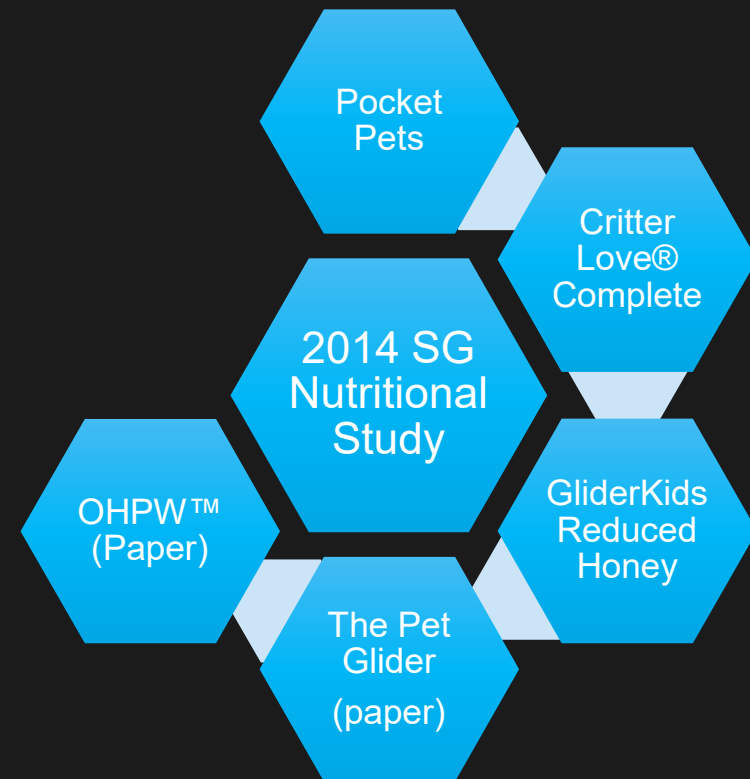 Pocket
Pets
Critter
Love®
Complete
2014 SG
Nutritional
Study
GliderKids
Reduced
Honey
OHPW™
(Paper)
The Pet
Glider
(paper)